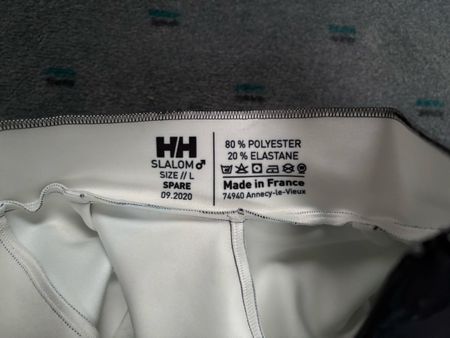 HH
SLALOM♂
SIZE // L
SPARE
09.2020
80 % POLYESTER
20 % ELASTANE
Made in France
74940 Annecy-le-Vieux